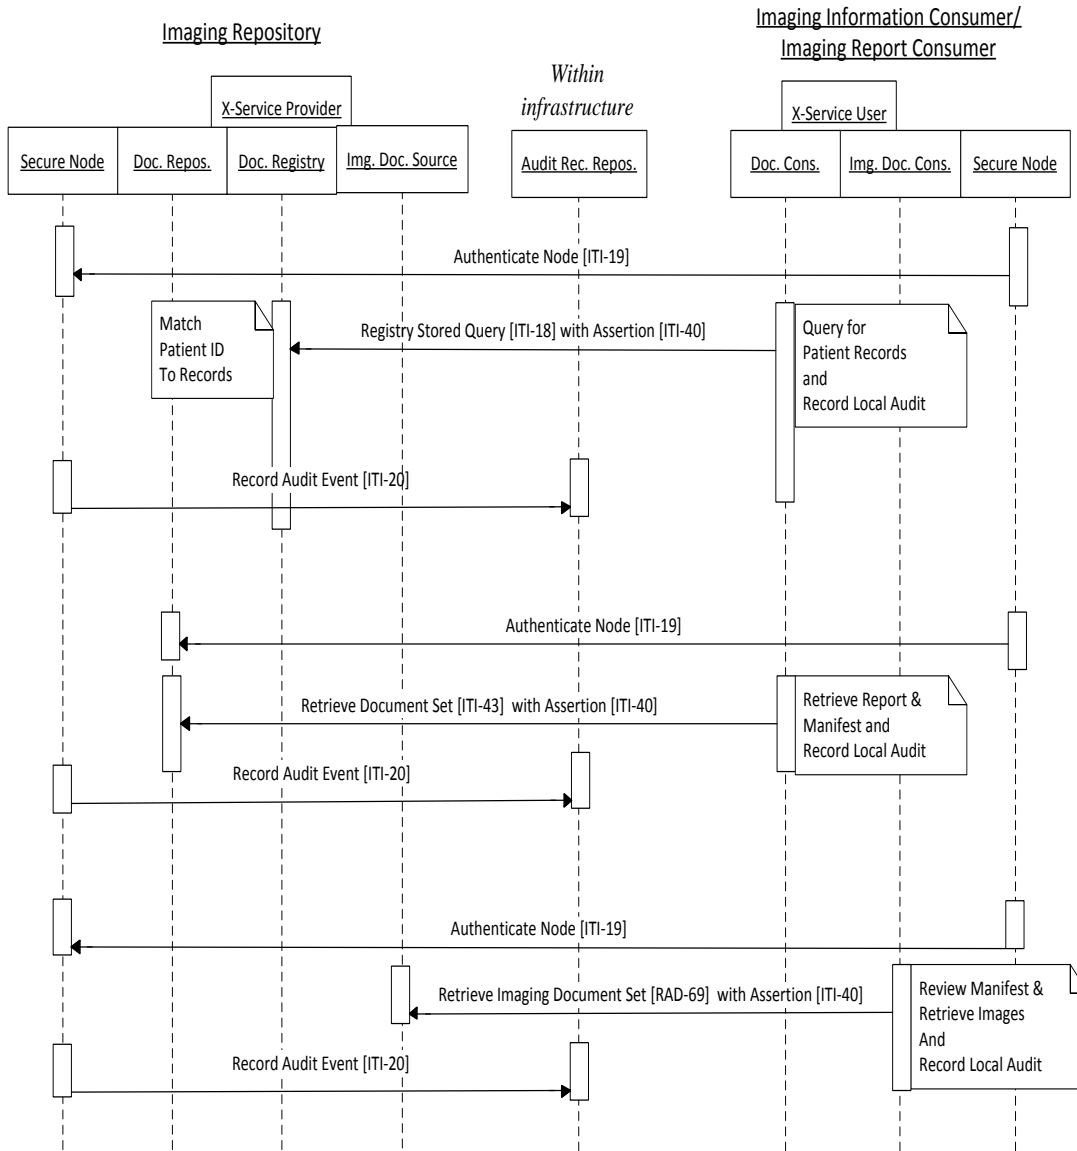 Imaging Repository
Imaging Information Consumer/
Imaging Report Consumer
Within
infrastructure
X-Service Provider
X-Service User
Secure Node
Doc. Repos.
Doc. Registry
Img. Doc. Source
Audit Rec. Repos.
Doc. Cons.
Img. Doc. Cons.
Secure Node
Authenticate Node [ITI-19]
Match
Patient ID
To Records
Registry Stored Query [ITI-18] with Assertion [ITI-40]
Query for
Patient Records
and
Record Local Audit
Record Audit Event [ITI-20]
Authenticate Node [ITI-19]
Retrieve Document Set [ITI-43]  with Assertion [ITI-40]
Retrieve Report &
Manifest and
Record Local Audit
Record Audit Event [ITI-20]
Authenticate Node [ITI-19]
Retrieve Imaging Document Set [RAD-69]  with Assertion [ITI-40]
Review Manifest &
Retrieve Images
And
Record Local Audit
Record Audit Event [ITI-20]